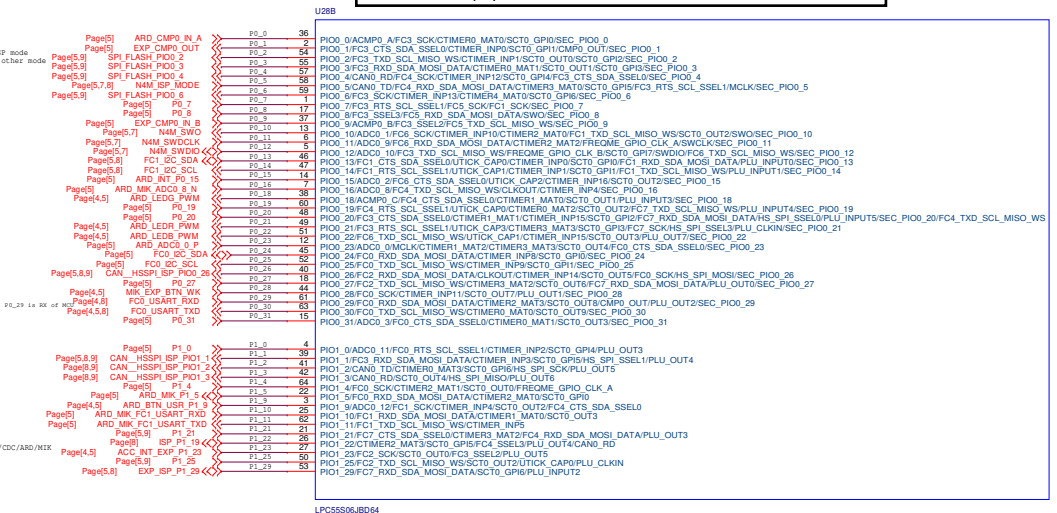 U28B
Page[5] ARD_CMP0_IN_A P0_0 36 PIO0_0/ACMP0_A/FC3_SCK/CTIMER0_MAT0/SCT0_GPI0/SEC_PIO0_0
Page[5] EXP_CMP0_OUT P0_1 2 PIO0_1/FC3_CTS_SDA_SSEL0/CTIMER_INP0/SCT0_GPI1/CMP0_OUT/SEC_PIO0_1
Page[5,9] SPI_FLASH_PIO0_2 P0_2 54 PIO0_2/FC3_TXD_SCL_MISO_WS/CTIMER_INP1/SCT0_OUT0/SCT0_GPI2/SEC_PIO0_2
other mode Page[5,9] SPI_FLASH_PIO0_3 P0_3 55 PIO0_3/FC3_RXD_SDA_MOSI_DATA/CTIMER0_MAT1/SCT0_OUT1/SCT0_GPI3/SEC_PIO0_3
Page[5,9] SPI_FLASH_PIO0_4 P0_4 57 PIO0_4/CAN0_RD/FC4_SCK/CTIMER_INP12/SCT0_GPI4/FC3_CTS_SDA_SSEL0/SEC_PIO0_4
Page[5,7,8] N4M_ISP_MODE P0_5 58 PIO0_5/CAN0_TD/FC4_RXD_SDA_MOSI_DATA/CTIMER3_MAT0/SCT0_GPI5/FC3_RTS_SCL_SSEL1/MCLK/SEC_PIO0_5
Page[5,9] SPI_FLASH_PIO0_6 P0_6 59 PIO0_6/FC3_SCK/CTIMER_INP13/CTIMER4_MAT0/SCT0_GPI6/SEC_PIO0_6
Page[5] P0_7 P0_7 1 PIO0_7/FC3_RTS_SCL_SSEL1/FC5_SCK/FC1_SCK/SEC_PIO0_7
Page[5] P0_8 P0_8 17 PIO0_8/FC3_SSEL3/FC5_RXD_SDA_MOSI_DATA/SWO/SEC_PIO0_8
Page[5] EXP_CMP0_IN_B P0_9 37 PIO0_9/ACMP0_B/FC3_SSEL2/FC5_TXD_SCL_MISO_WS/SEC_PIO0_9
Page[5,7] N4M_SWO P0_10 13 PIO0_10/ADC0_1/FC6_SCK/CTIMER_INP10/CTIMER2_MAT0/FC1_TXD_SCL_MISO_WS/SCT0_OUT2/SWO/SEC_PIO0_10
Page[5,7] N4M_SWDCLK P0_11 6 PIO0_11/ADC0_9/FC6_RXD_SDA_MOSI_DATA/CTIMER2_MAT2/FREQME_GPIO_CLK_A/SWCLK/SEC_PIO0_11
Page[5,7] N4M_SWDIO P0_12 5 PIO0_12/ADC0_10/FC3_TXD_SCL_MISO_WS/FREQME_GPIO_CLK_B/SCT0_GPI7/SWDIO/FC6_TXD_SCL_MISO_WS/SEC_PIO0_12
Page[5,8] FC1_I2C_SDA P0_13 46 PIO0_13/FC1_CTS_SDA_SSEL0/UTICK_CAP0/CTIMER_INP0/SCT0_GPI0/FC1_RXD_SDA_MOSI_DATA/PLU_INPUT0/SEC_PIO0_13
Page[5,8] FC1_I2C_SCL P0_14 47 PIO0_14/FC1_RTS_SCL_SSEL1/UTICK_CAP1/CTIMER_INP1/SCT0_GPI1/FC1_TXD_SCL_MISO_WS/PLU_INPUT1/SEC_PIO0_14
Page[5] ARD_INT_P0_15 P0_15 14 PIO0_15/ADC0_2/FC6_CTS_SDA_SSEL0/UTICK_CAP2/CTIMER_INP16/SCT0_OUT2/SEC_PIO0_15
Page[5] ARD_MIK_ADC0_8_N P0_16 7 PIO0_16/ADC0_8/FC4_TXD_SCL_MISO_WS/CLKOUT/CTIMER_INP4/SEC_PIO0_16
Page[4,5] ARD_LEDG_PWM P0_18 38 PIO0_18/ACMP0_C/FC4_CTS_SDA_SSEL0/CTIMER1_MAT0/SCT0_OUT1/PLU_INPUT3/SEC_PIO0_18
Page[5] P0_19 P0_19 60 PIO0_19/FC4_RTS_SCL_SSEL1/UTICK_CAP0/CTIMER0_MAT2/SCT0_OUT2/FC7_TXD_SCL_MISO_WS/PLU_INPUT4/SEC_PIO0_19
Page[5] P0_20 P0_20 48 PIO0_20/FC3_CTS_SDA_SSEL0/CTIMER1_MAT1/CTIMER_INP15/SCT0_GPI2/FC7_RXD_SDA_MOSI_DATA/HS_SPI_SSEL0/PLU_INPUT5/SEC_PIO0_20/FC4_TXD_SCL_MISO_WS
Page[4,5] ARD_LEDR_PWM P0_21 49 PIO0_21/FC3_RTS_SCL_SSEL1/UTICK_CAP3/CTIMER3_MAT3/SCT0_GPI3/FC7_SCK/HS_SPI_SSEL3/PLU_CLKIN/SEC_PIO0_21
Page[4,5] ARD_LEDB_PWM P0_22 51 PIO0_22/FC6_TXD_SCL_MISO_WS/UTICK_CAP1/CTIMER_INP15/SCT0_OUT3/PLU_OUT7/SEC_PIO0_22
Page[5] ARD_ADC0_0_P P0_23 12 PIO0_23/ADC0_0/MCLK/CTIMER1_MAT2/CTIMER3_MAT3/SCT0_OUT4/FC0_CTS_SDA_SSEL0/SEC_PIO0_23
Page[5] FC0_I2C_SDA P0_24 45 PIO0_24/FC0_RXD_SDA_MOSI_DATA/CTIMER_INP8/SCT0_GPI0/SEC_PIO0_24
Page[5] FC0_I2C_SCL P0_25 52 PIO0_25/FC0_TXD_SCL_MISO_WS/CTIMER_INP9/SCT0_GPI1/SEC_PIO0_25
Page[5,8,9] CAN__HSSPI_ISP_PIO0_26 P0_26 40 PIO0_26/FC2_RXD_SDA_MOSI_DATA/CLKOUT/CTIMER_INP14/SCT0_OUT5/FC0_SCK/HS_SPI_MOSI/SEC_PIO0_26
Page[5] P0_27 P0_27 18 PIO0_27/FC2_TXD_SCL_MISO_WS/CTIMER3_MAT2/SCT0_OUT6/FC7_RXD_SDA_MOSI_DATA/PLU_OUT0/SEC_PIO0_27
Page[5] MIK_EXP_BTN_WK P0_28 44 PIO0_28/FC0_SCK/CTIMER_INP11/SCT0_OUT7/PLU_OUT1/SEC_PIO0_28
P0_29 is RX of MCU Page[4,8] FC0_USART_RXD P0_29 61 PIO0_29/FC0_RXD_SDA_MOSI_DATA/CTIMER2_MAT3/SCT0_OUT8/CMP0_OUT/PLU_OUT2/SEC_PIO0_29
Page[4,5,8] FC0_USART_TXD P0_30 63 PIO0_30/FC0_TXD_SCL_MISO_WS/CTIMER0_MAT0/SCT0_OUT9/SEC_PIO0_30
Page[5] P0_31 P0_31 15 PIO0_31/ADC0_3/FC0_CTS_SDA_SSEL0/CTIMER0_MAT1/SCT0_OUT3/SEC_PIO0_31
Page[5] P1_0 P1_0 4 PIO1_0/ADC0_11/FC0_RTS_SCL_SSEL1/CTIMER_INP2/SCT0_GPI4/PLU_OUT3
Page[5,8,9] CAN__HSSPI_ISP_PIO1_1 P1_1 39 PIO1_1/FC3_RXD_SDA_MOSI_DATA/CTIMER_INP3/SCT0_GPI5/HS_SPI_SSEL1/PLU_OUT4
Page[8,9] CAN__HSSPI_ISP_PIO1_2 P1_2 41 PIO1_2/CAN0_TD/CTIMER0_MAT3/SCT0_GPI6/HS_SPI_SCK/PLU_OUT5
Page[8,9] CAN__HSSPI_ISP_PIO1_3 P1_3 42 PIO1_3/CAN0_RD/SCT0_OUT4/HS_SPI_MISO/PLU_OUT6
Page[5] P1_4 P1_4 64 PIO1_4/FC0_SCK/CTIMER2_MAT1/SCT0_OUT0/FREQME_GPIO_CLK_A
Page[5] ARD_MIK_P1_5 P1_5 22 PIO1_5/FC0_RXD_SDA_MOSI_DATA/CTIMER2_MAT0/SCT0_GPI0
Page[4,5] ARD_BTN_USR_P1_9 P1_9 3 PIO1_9/ADC0_12/FC1_SCK/CTIMER_INP4/SCT0_OUT2/FC4_CTS_SDA_SSEL0
Page[5] ARD_MIK_FC1_USART_RXD P1_10 25 PIO1_10/FC1_RXD_SDA_MOSI_DATA/CTIMER1_MAT0/SCT0_OUT3
Page[5] ARD_MIK_FC1_USART_TXD P1_11 62 PIO1_11/FC1_TXD_SCL_MISO_WS/CTIMER_INP5
Page[5,9] P1_21 P1_21 21 PIO1_21/FC7_CTS_SDA_SSEL0/CTIMER3_MAT2/FC4_RXD_SDA_MOSI_DATA/PLU_OUT3
Page[8] ISP_P1_19 P1_22 26 PIO1_22/CTIMER2_MAT3/SCT0_GPI5/FC4_SSEL3/PLU_OUT4/CAN0_RD
/CDC/ARD/MIK Page[4,5] ACC_INT_EXP_P1_23 P1_23 27 PIO1_23/FC2_SCK/SCT0_OUT0/FC3_SSEL2/PLU_OUT5
Page[5,9] P1_25 P1_25 50 PIO1_25/FC2_TXD_SCL_MISO_WS/SCT0_OUT2/UTICK_CAP0/PLU_CLKIN
Page[5,8] EXP_ISP_P1_29 P1_29 53 PIO1_29/FC7_RXD_SDA_MOSI_DATA/SCT0_GPI6/PLU_INPUT2
LPC55S06JBD64